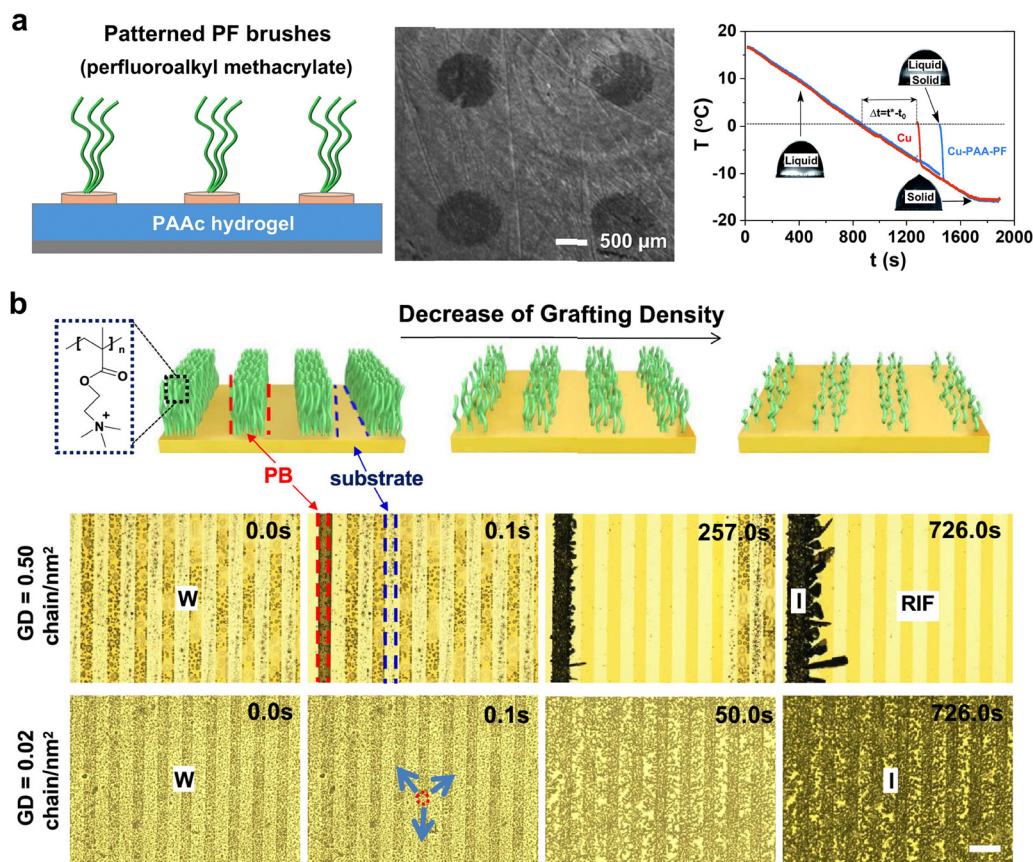 a
Patterned PF brushes
(perfluoroalkyl methacrylate)
PAAc hydrogel
500 µm
20
10
0
-10
-20
T (°C)
Liquid
Solid
Δt=t*-t₀
Cu
Cu-PAA-PF
Liquid
Solid
0 400 800 1200 1600 2000
t (s)
b
Decrease of Grafting Density
[ ]n
O O
N+
PB
substrate
GD = 0.50
chain/nm²
0.0s
W
0.1s
257.0s
726.0s
I
RIF
GD = 0.02
chain/nm²
0.0s
W
0.1s
50.0s
726.0s
I